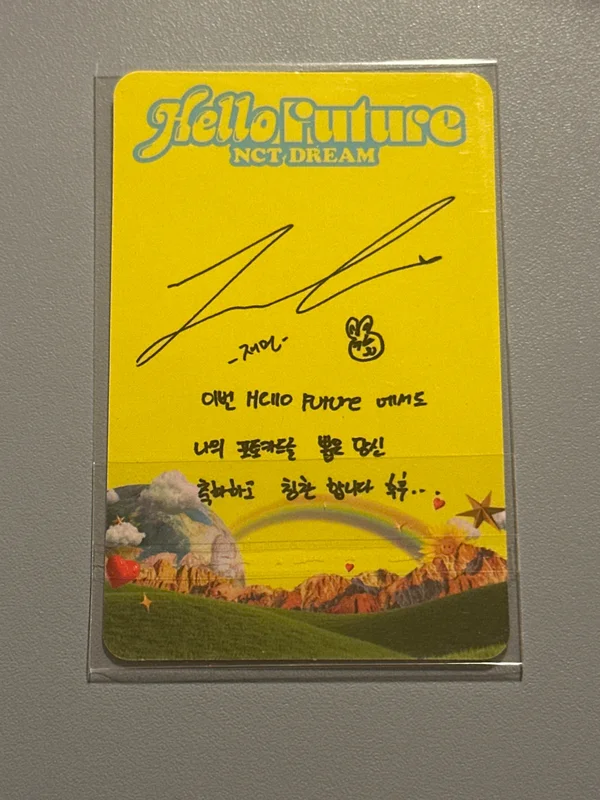 Hello Future
NCT DREAM
-재민-
이번 Hello Future 에서도
나의 포토카드를 뽑은 당신
축하하고 칭찬 합니다 후후..